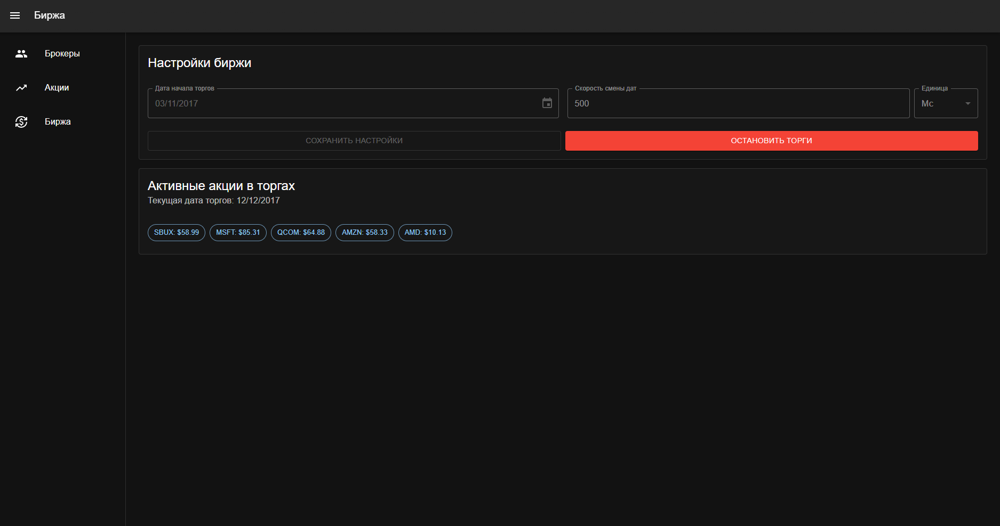 Биржа
Брокеры
Акции
Биржа
Настройки биржи
Дата начала торгов
03/11/2017
Скорость смены дат
500
Единица
Мс
СОХРАНИТЬ НАСТРОЙКИ
ОСТАНОВИТЬ ТОРГИ
Активные акции в торгах
Текущая дата торгов: 12/12/2017
SBUX: $58.99 MSFT: $85.31 QCOM: $64.88 AMZN: $58.33 AMD: $10.13